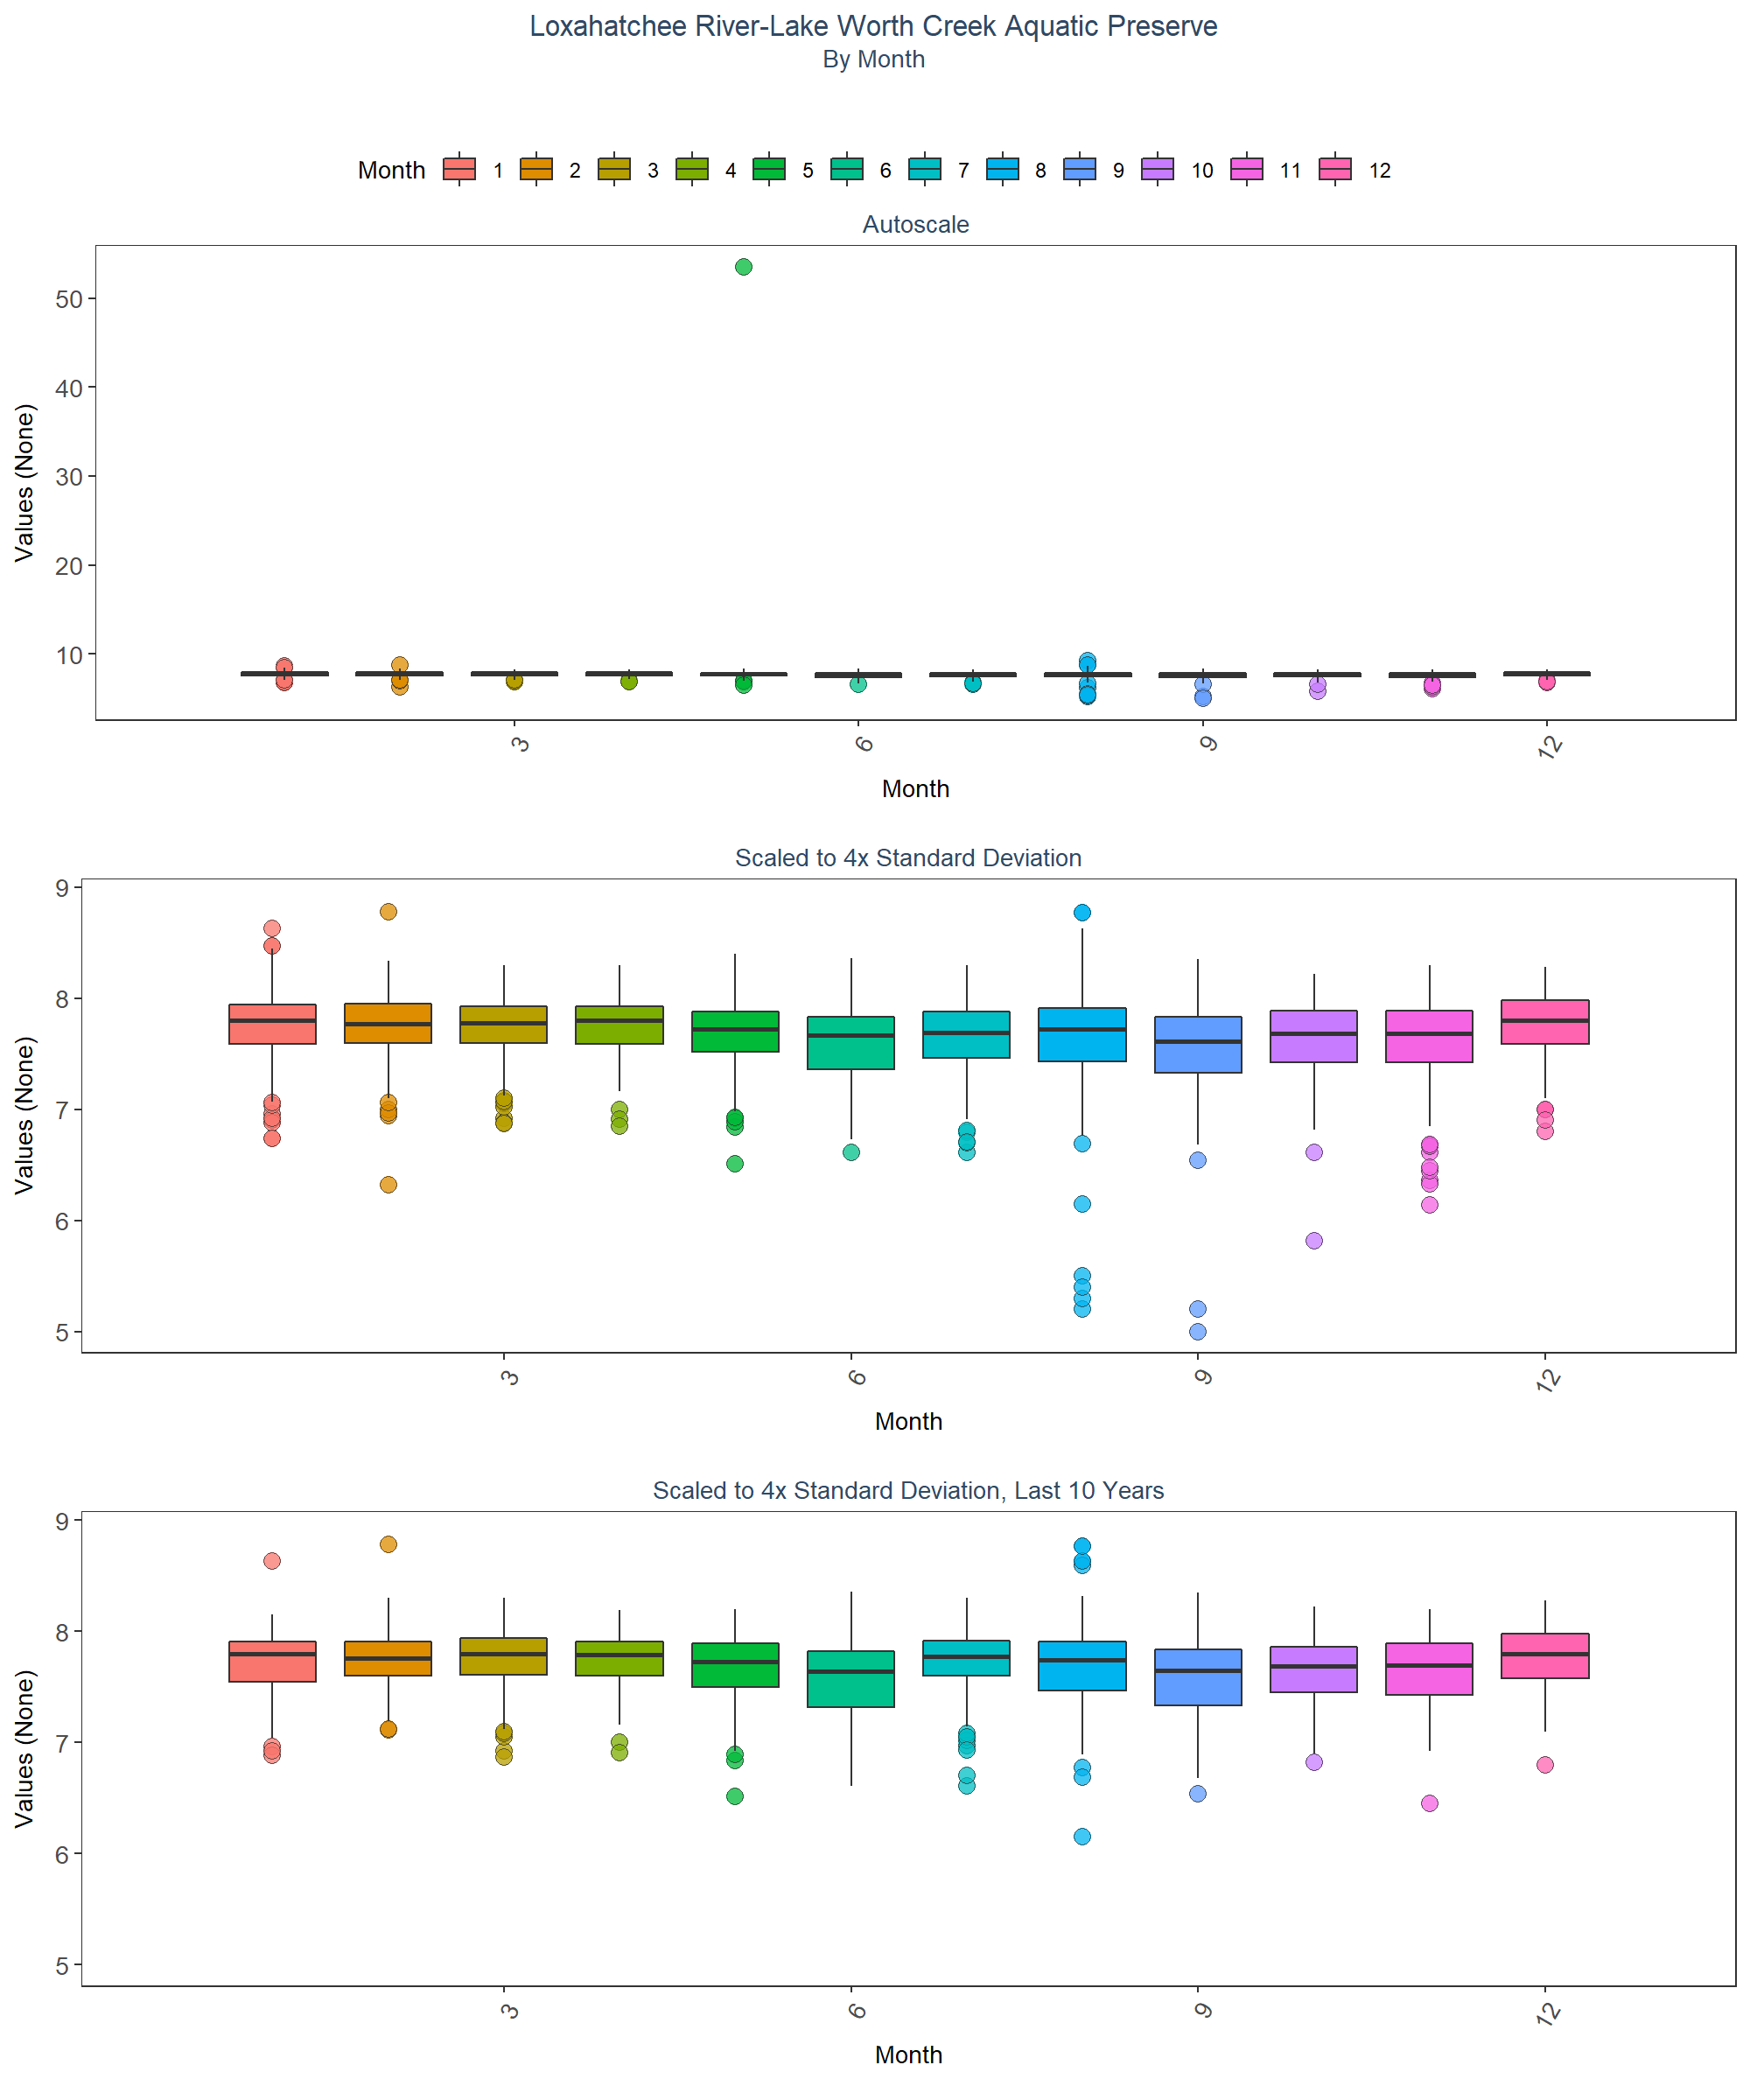 Loxahatchee River-Lake Worth Creek Aquatic Preserve
By Month
Month 1 2 3 4 5 6 7 8 9 10 11 12
Autoscale
Values (None)
50
40
30
20
10
3 6 9 12
Month
Scaled to 4x Standard Deviation
Values (None)
9
8
7
6
5
3 6 9 12
Month
Scaled to 4x Standard Deviation, Last 10 Years
Values (None)
9
8
7
6
5
3 6 9 12
Month